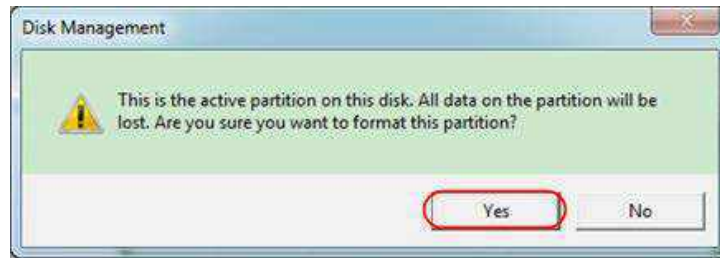 Disk Management
This is the active partition on this disk. All data on the partition will be
lost. Are you sure you want to format this partition?
Yes No